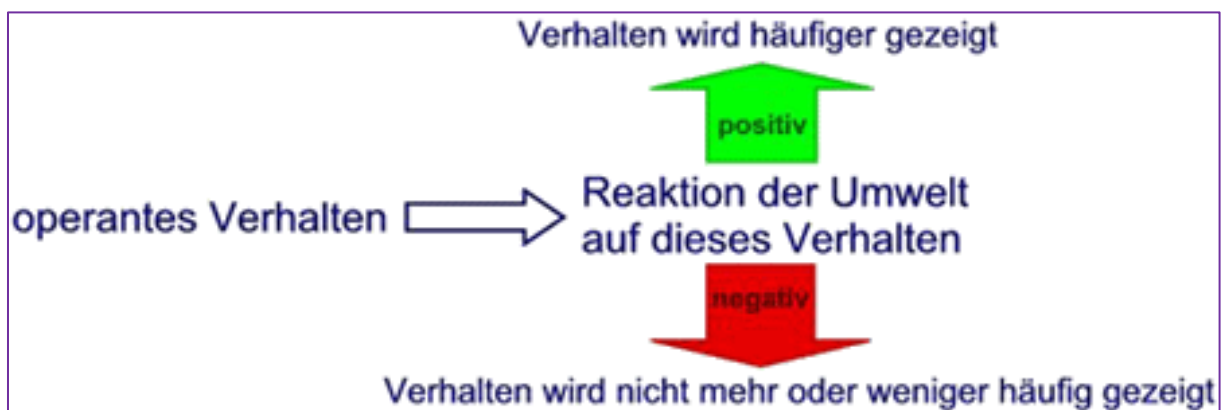 Verhalten wird häufiger gezeigt
positiv
operantes Verhalten
Reaktion der Umwelt
auf dieses Verhalten
negativ
Verhalten wird nicht mehr oder weniger häufig gezeigt